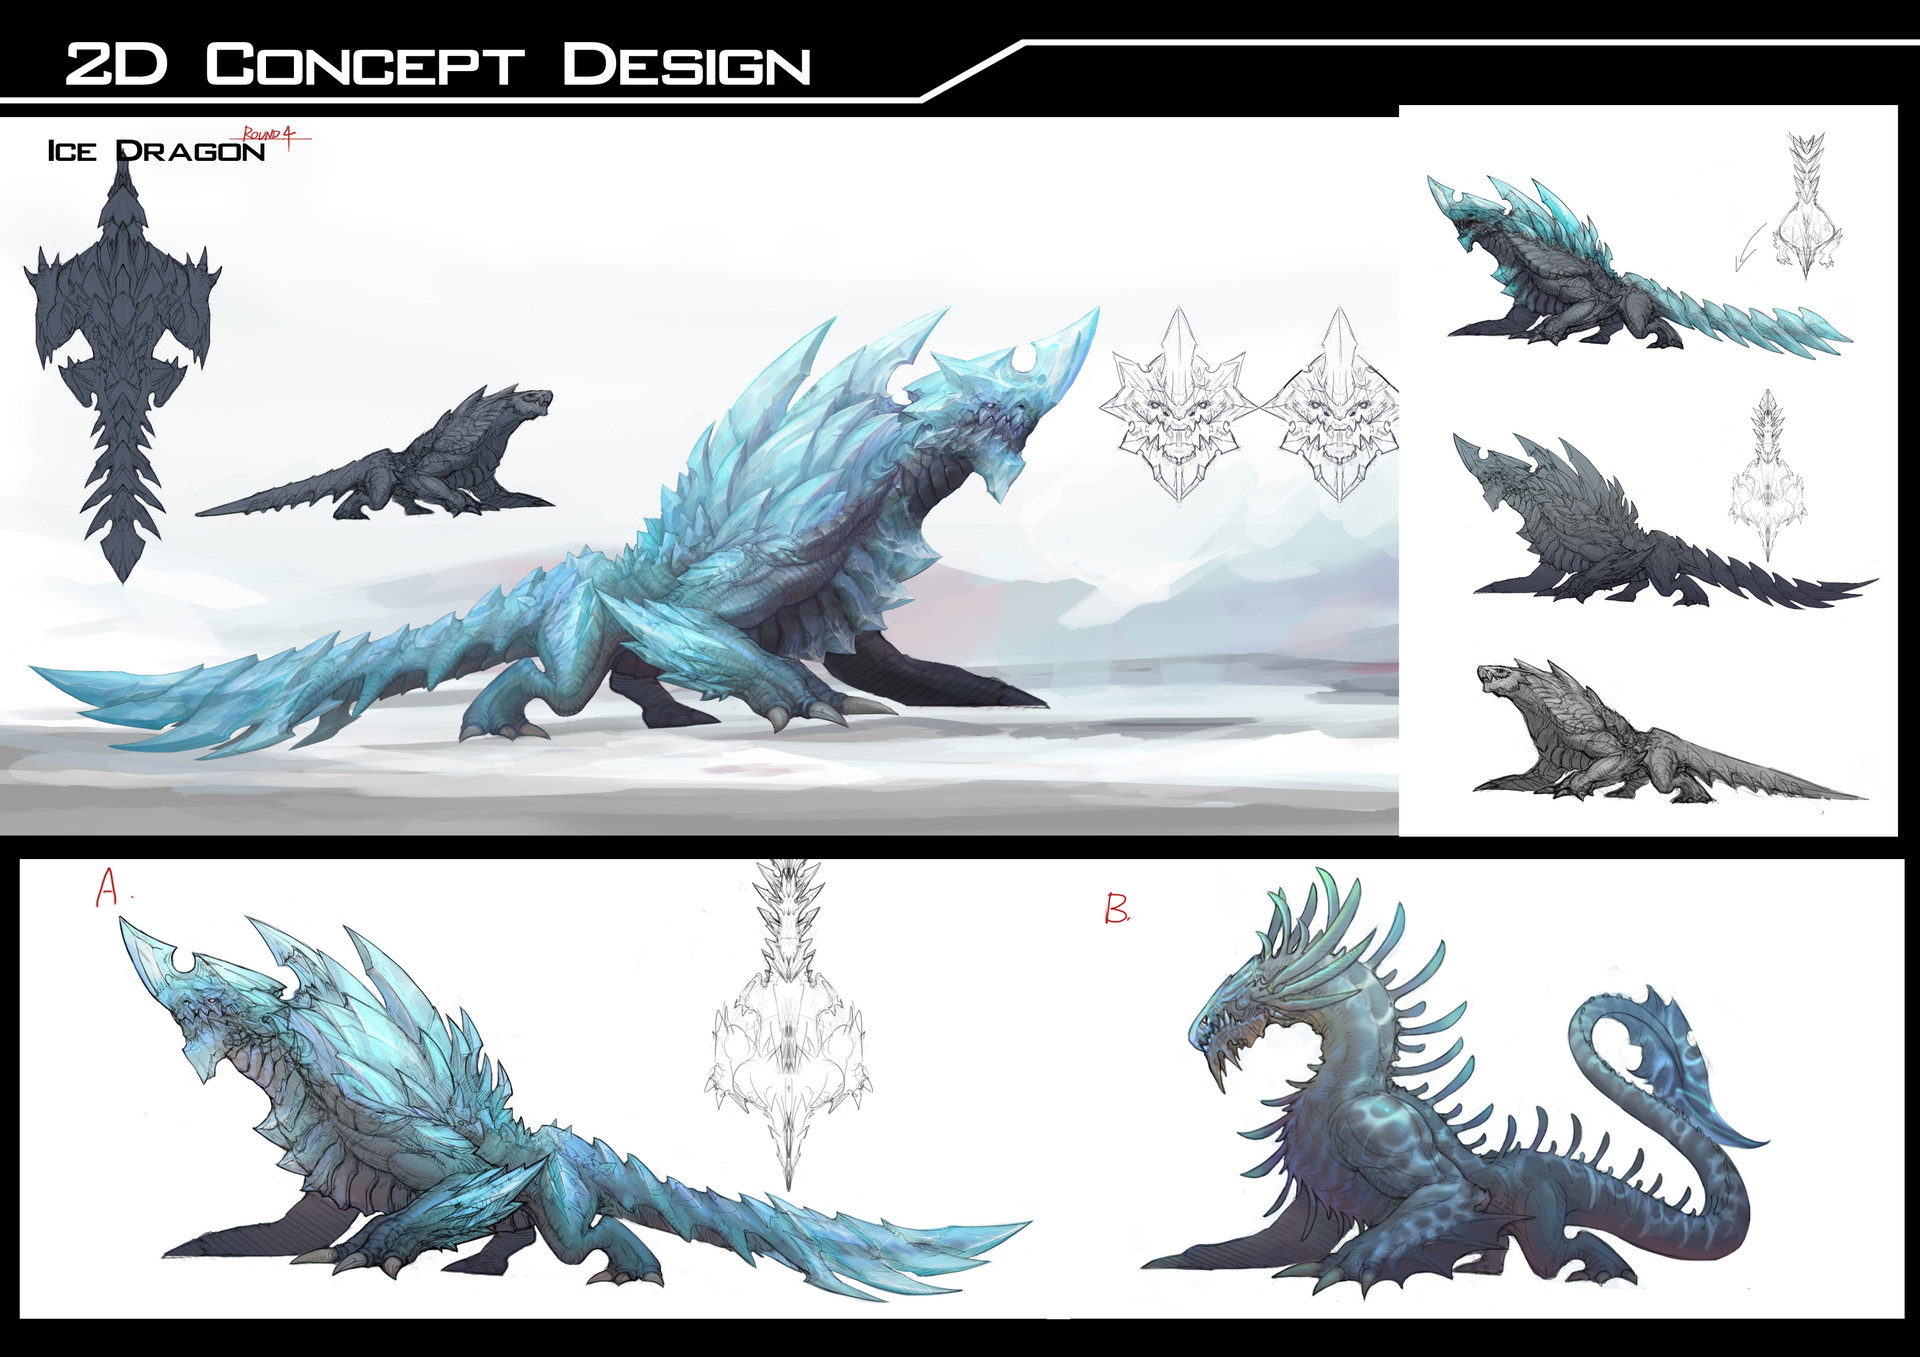 2D CONCEPT DESIGN
ROUND 4
ICE DRAGON
A.
B.